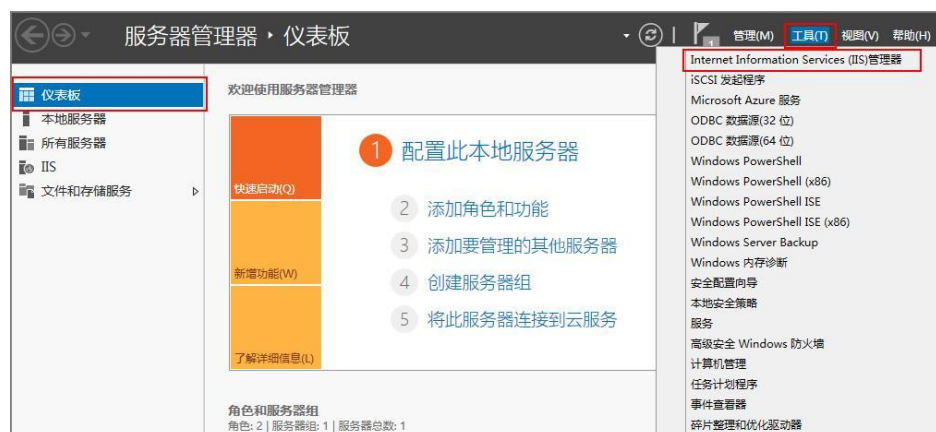 服务器管理器 · 仪表板
1
管理(M) 工具(T) 视图(V) 帮助(H)
仪表板
本地服务器
所有服务器
IIS
文件和存储服务
欢迎使用服务器管理器
快速启动(Q)
新增功能(W)
了解详细信息(L)
1 配置此本地服务器
2 添加角色和功能
3 添加要管理的其他服务器
4 创建服务器组
5 将此服务器连接到云服务
角色和服务器组
角色: 2 | 服务器组: 1 | 服务器总数: 1
Internet Information Services (IIS)管理器
iSCSI 发起程序
Microsoft Azure 服务
ODBC 数据源(32 位)
ODBC 数据源(64 位)
Windows PowerShell
Windows PowerShell (x86)
Windows PowerShell ISE
Windows PowerShell ISE (x86)
Windows Server Backup
Windows 内存诊断
安全配置向导
本地安全策略
服务
高级安全 Windows 防火墙
计算机管理
任务计划程序
事件查看器
碎片整理和优化驱动器